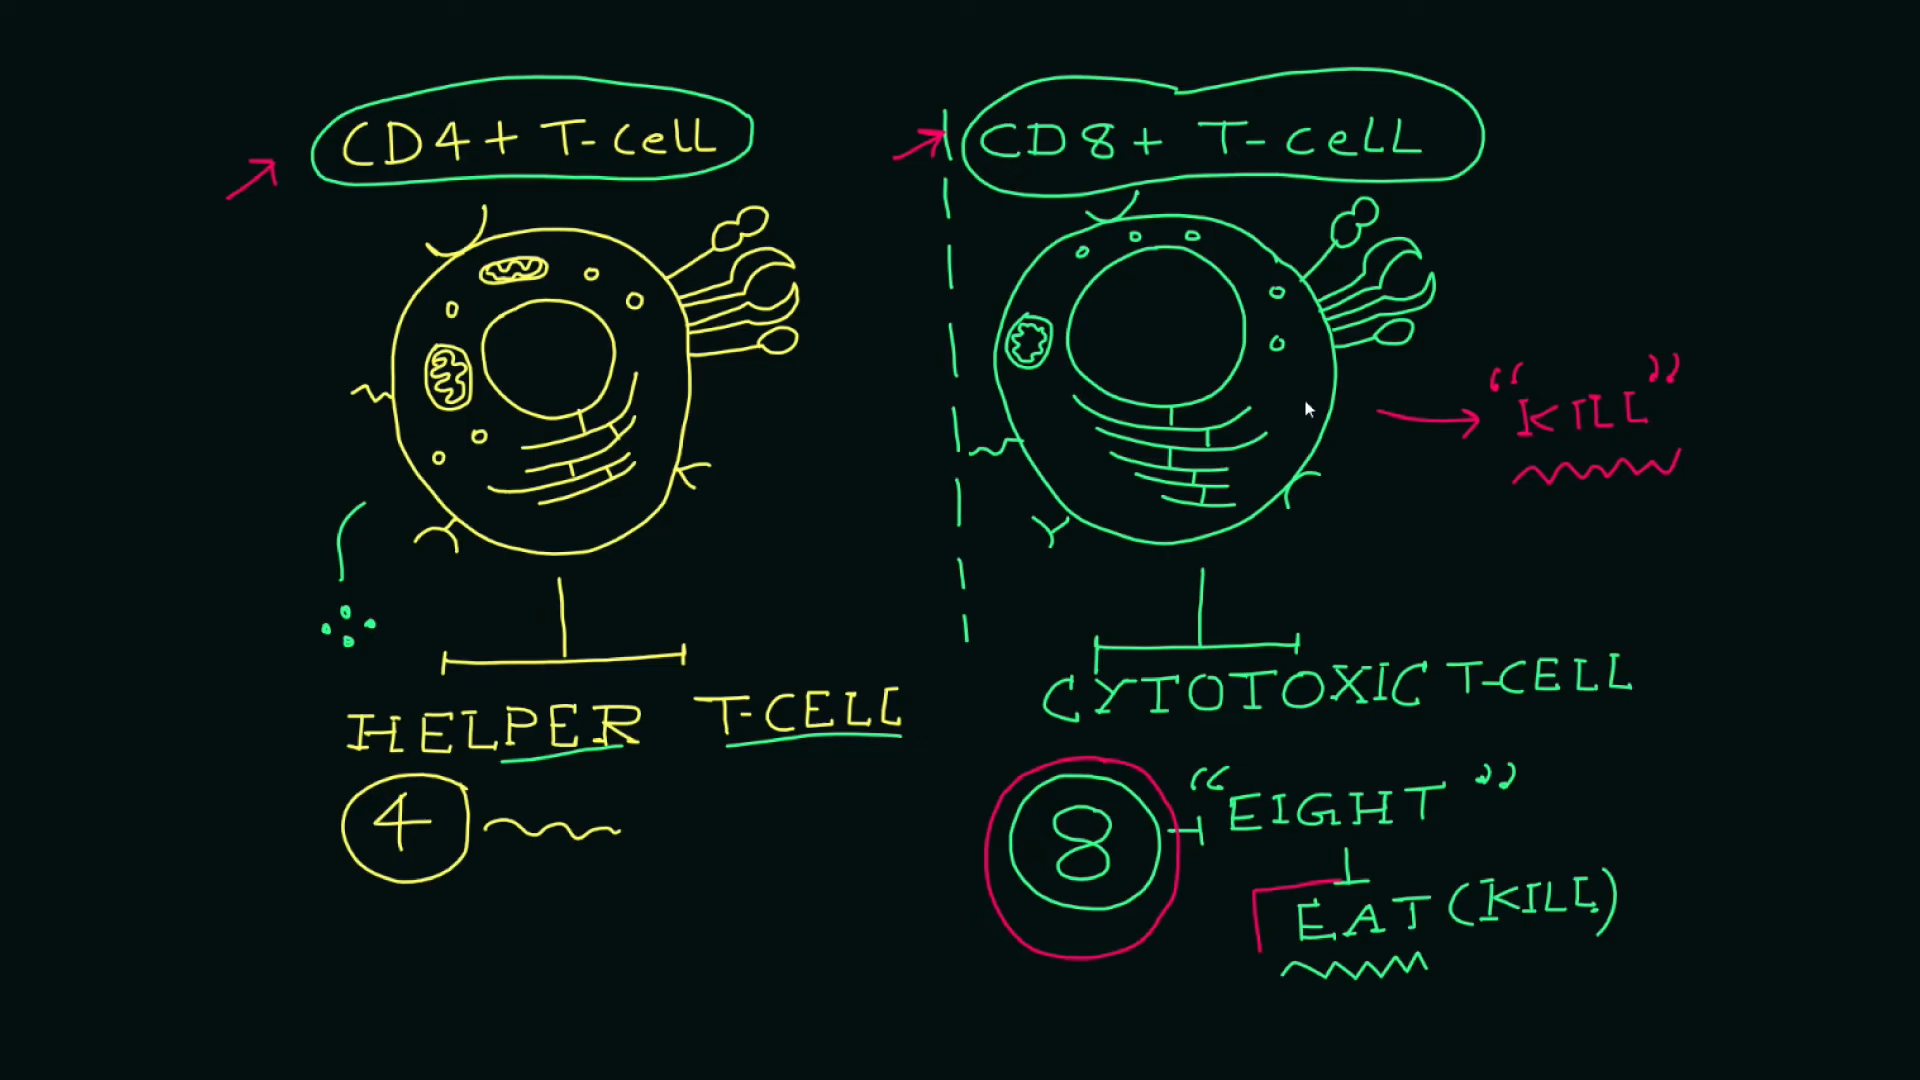 CD4+ T-cell
CD8+ T-cell
"KILL"
HELPER T-CELL
CYTOTOXIC T-CELL
4
8
"EIGHT"
EAT (KILL)